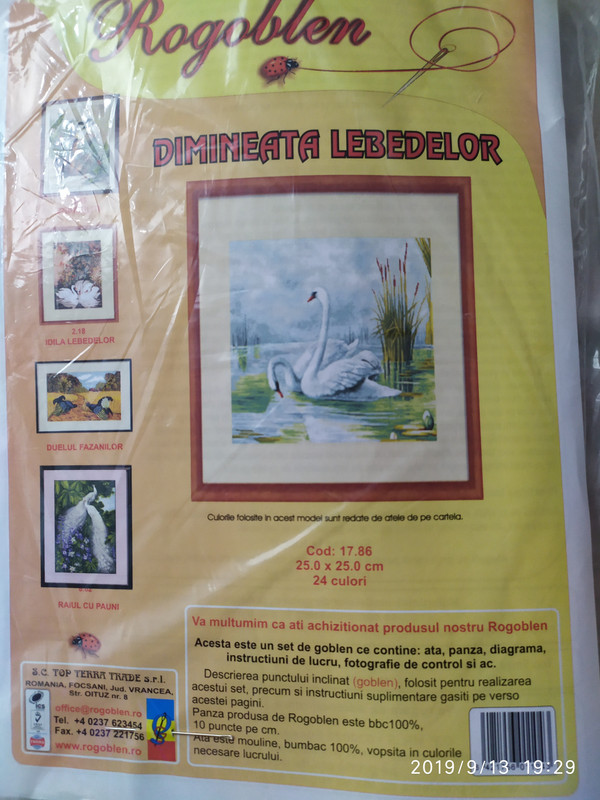 Rogoblen
DIMINEATA LEBEDELOR
2.18
IDILA LEBEDELOR
DUELUL FAZANILOR
RAIUL CU PAUNI
Culorile folosite in acest model sunt redate de atele de pe cartela.
Cod: 17.86
25.0 x 25.0 cm
24 culori
Va multumim ca ati achizitionat produsul nostru Rogoblen
Acesta este un set de goblen ce contine: ata, panza, diagrama,
instructiuni de lucru, fotografie de control si ac.
Descrierea punctului inclinat (goblen), folosit pentru realizarea
acestui set, precum si instructiuni suplimentare gasiti pe verso
acestei pagini.
Panza produsa de Rogoblen este bbc100%,
10 puncte pe cm.
Ata este mouline, bumbac 100%, vopsita in culorile
necesare lucrului.
S.C. TOP TERRA TRADE s.r.l.
ROMANIA, FOCSANI, Jud. VRANCEA,
Str. OITUZ nr. 8
office@rogoblen.ro
Tel. +4 0237 623454
Fax. +4 0237 221756
www.rogoblen.ro
2019/9/13 19:29